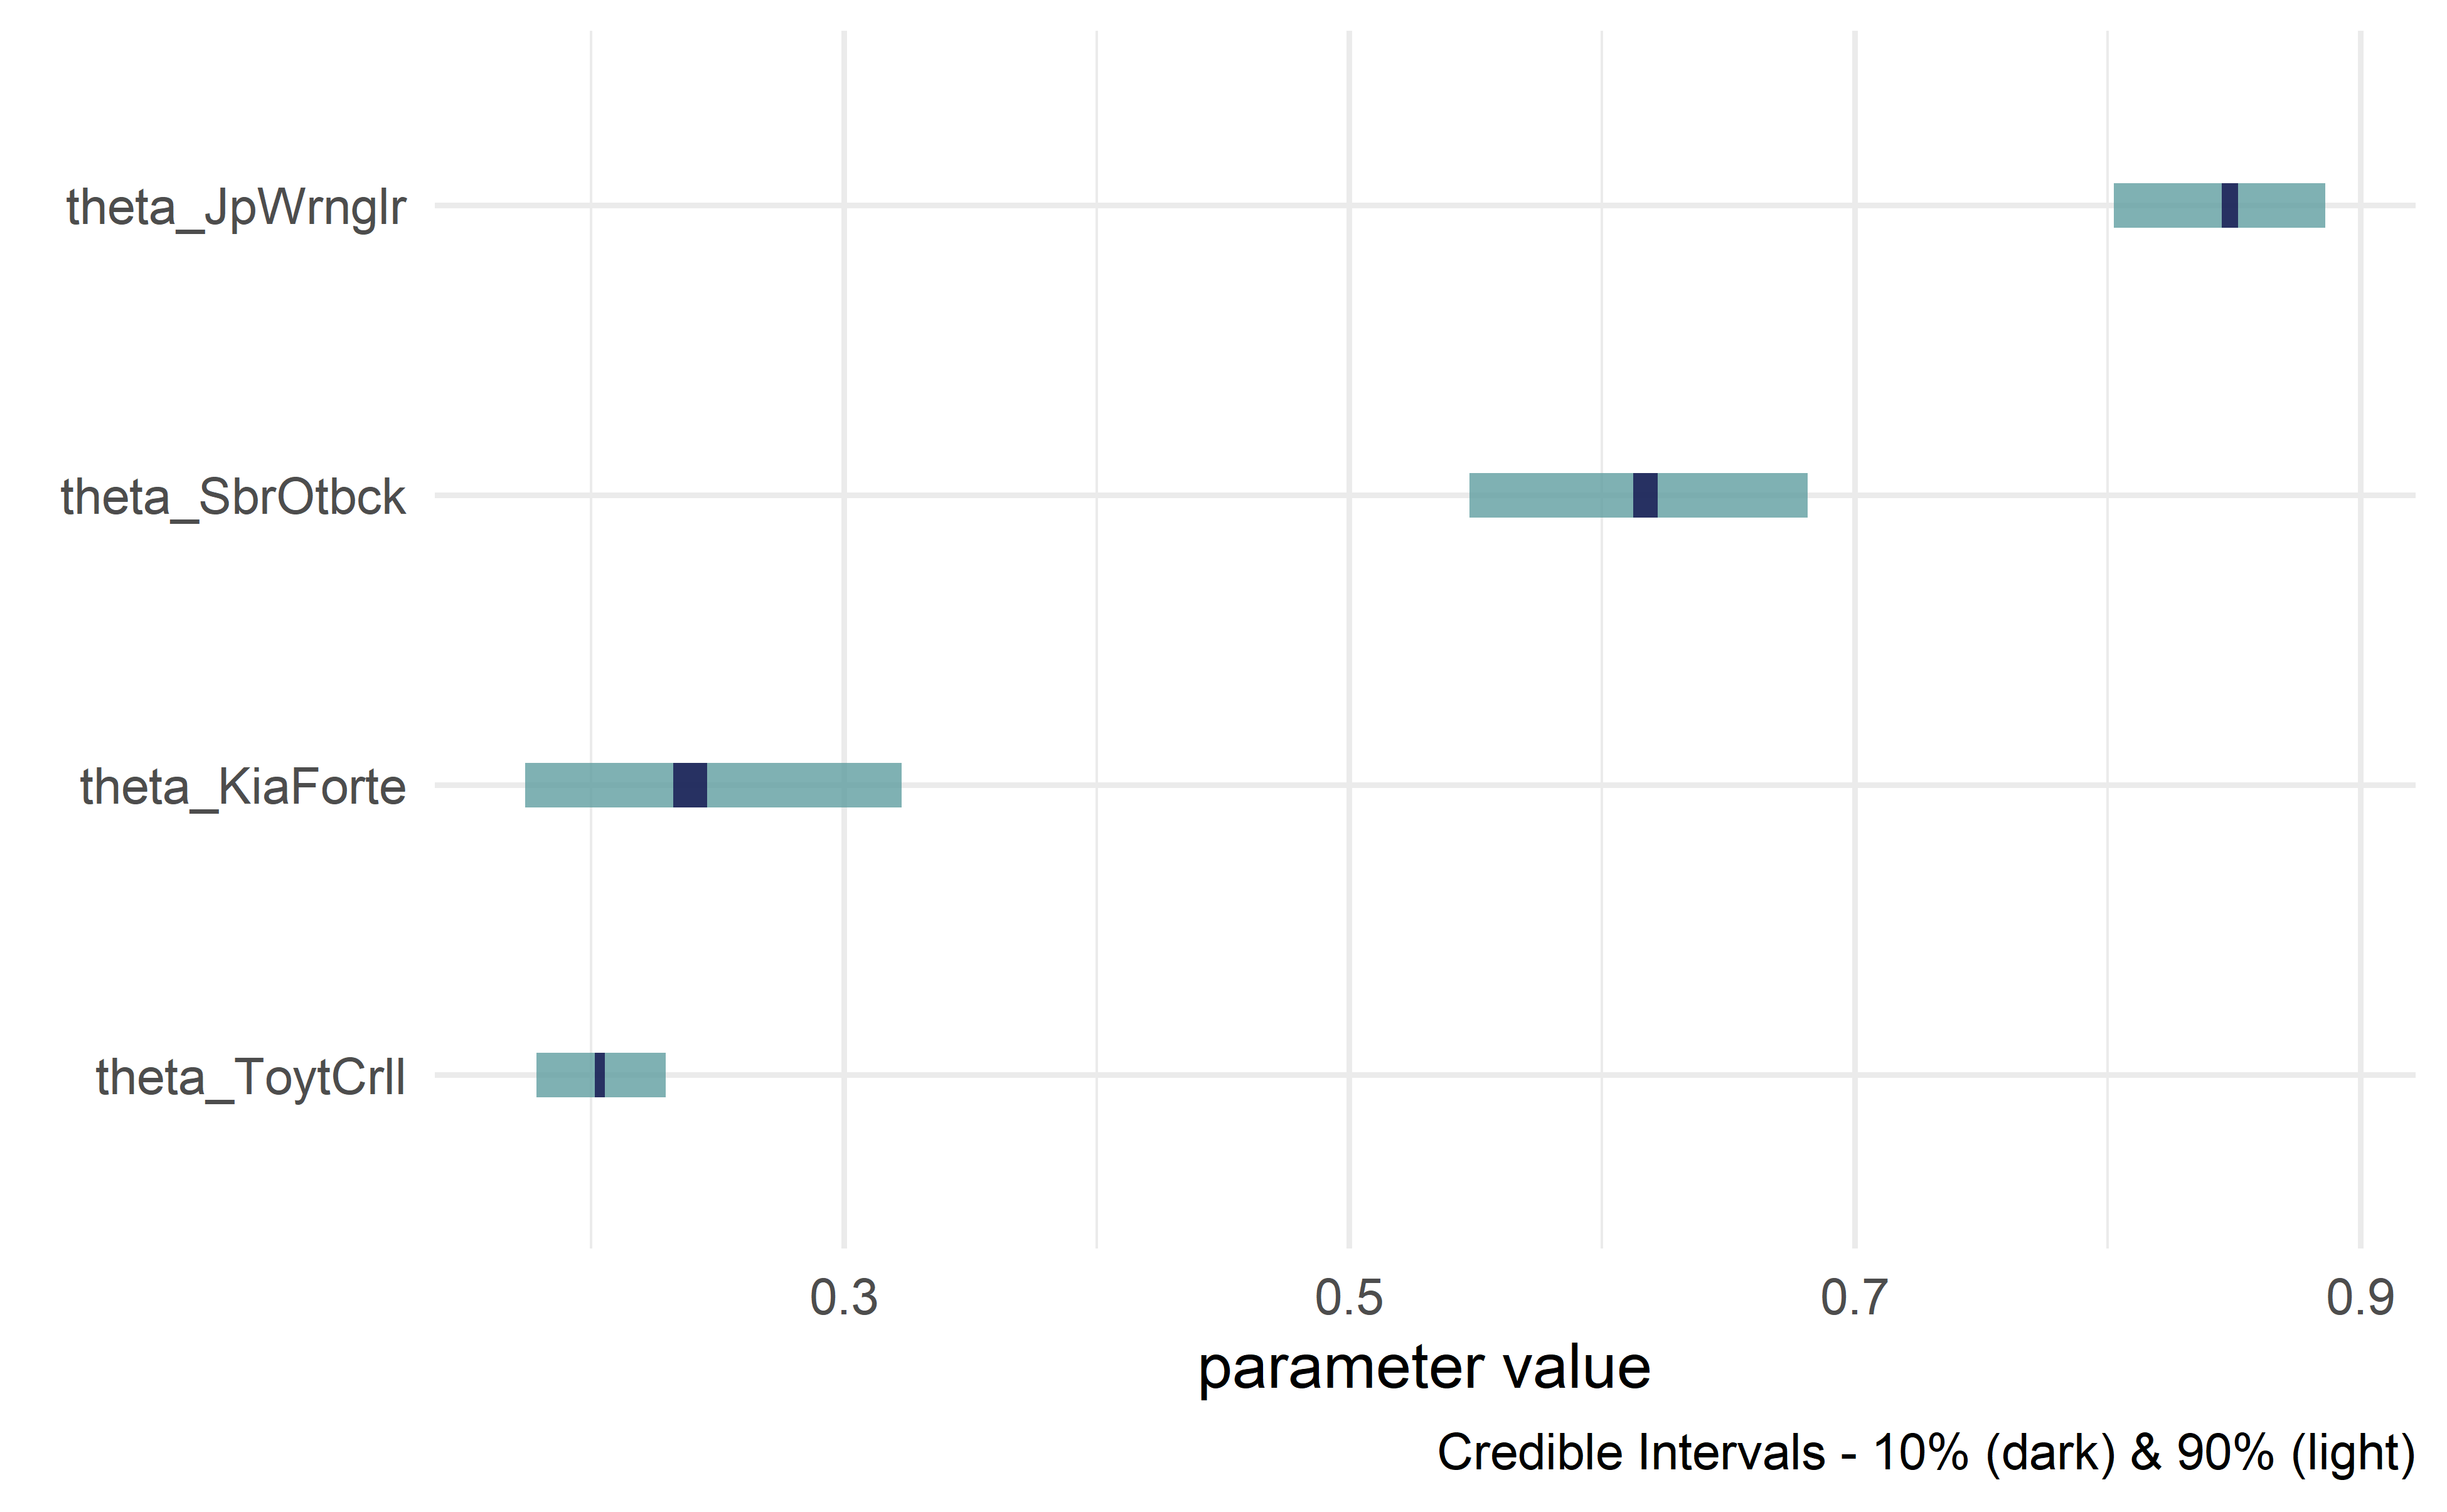 theta_JpWrnglr
theta_SbrOtbck
theta_KiaForte
theta_ToytCrll
0.3 0.5 0.7 0.9
parameter value
Credible Intervals - 10% (dark) & 90% (light)